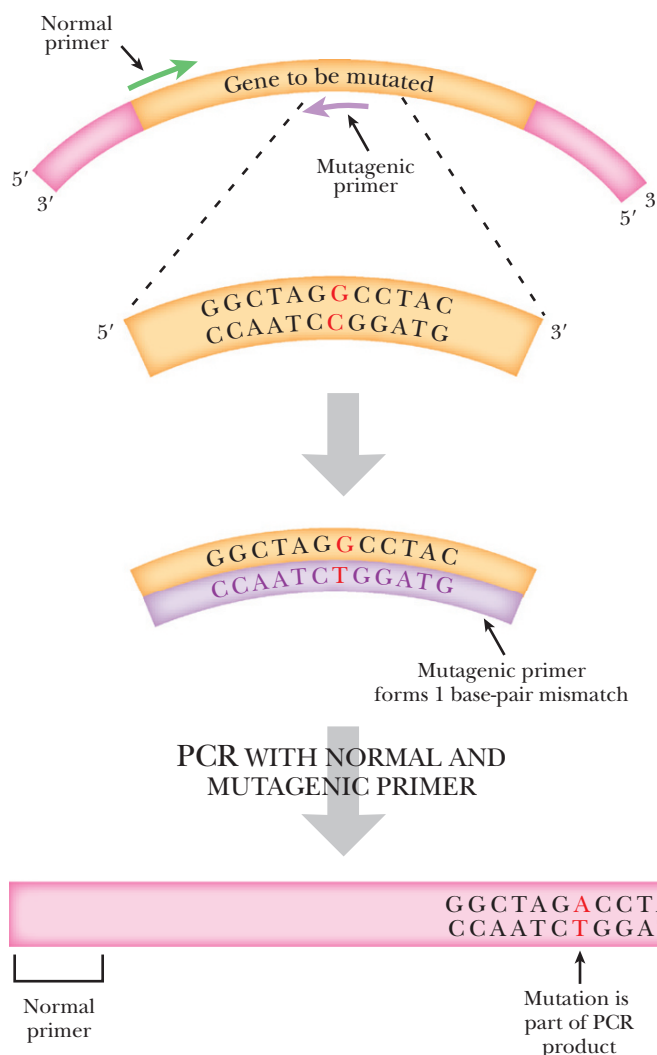 Normal
primer
Gene to be mutated
Mutagenic
primer
5′
3′
3
5′
GGCTAGGCCTAC
CCAATCCGGATG
5′
3′
GGCTAGGCCTAC
CCAATCTGGATG
Mutagenic primer
forms 1 base-pair mismatch
PCR WITH NORMAL AND
MUTAGENIC PRIMER
GGCTAGACCTA
CCAATCTGGA
Normal
primer
Mutation is
part of PCR
product